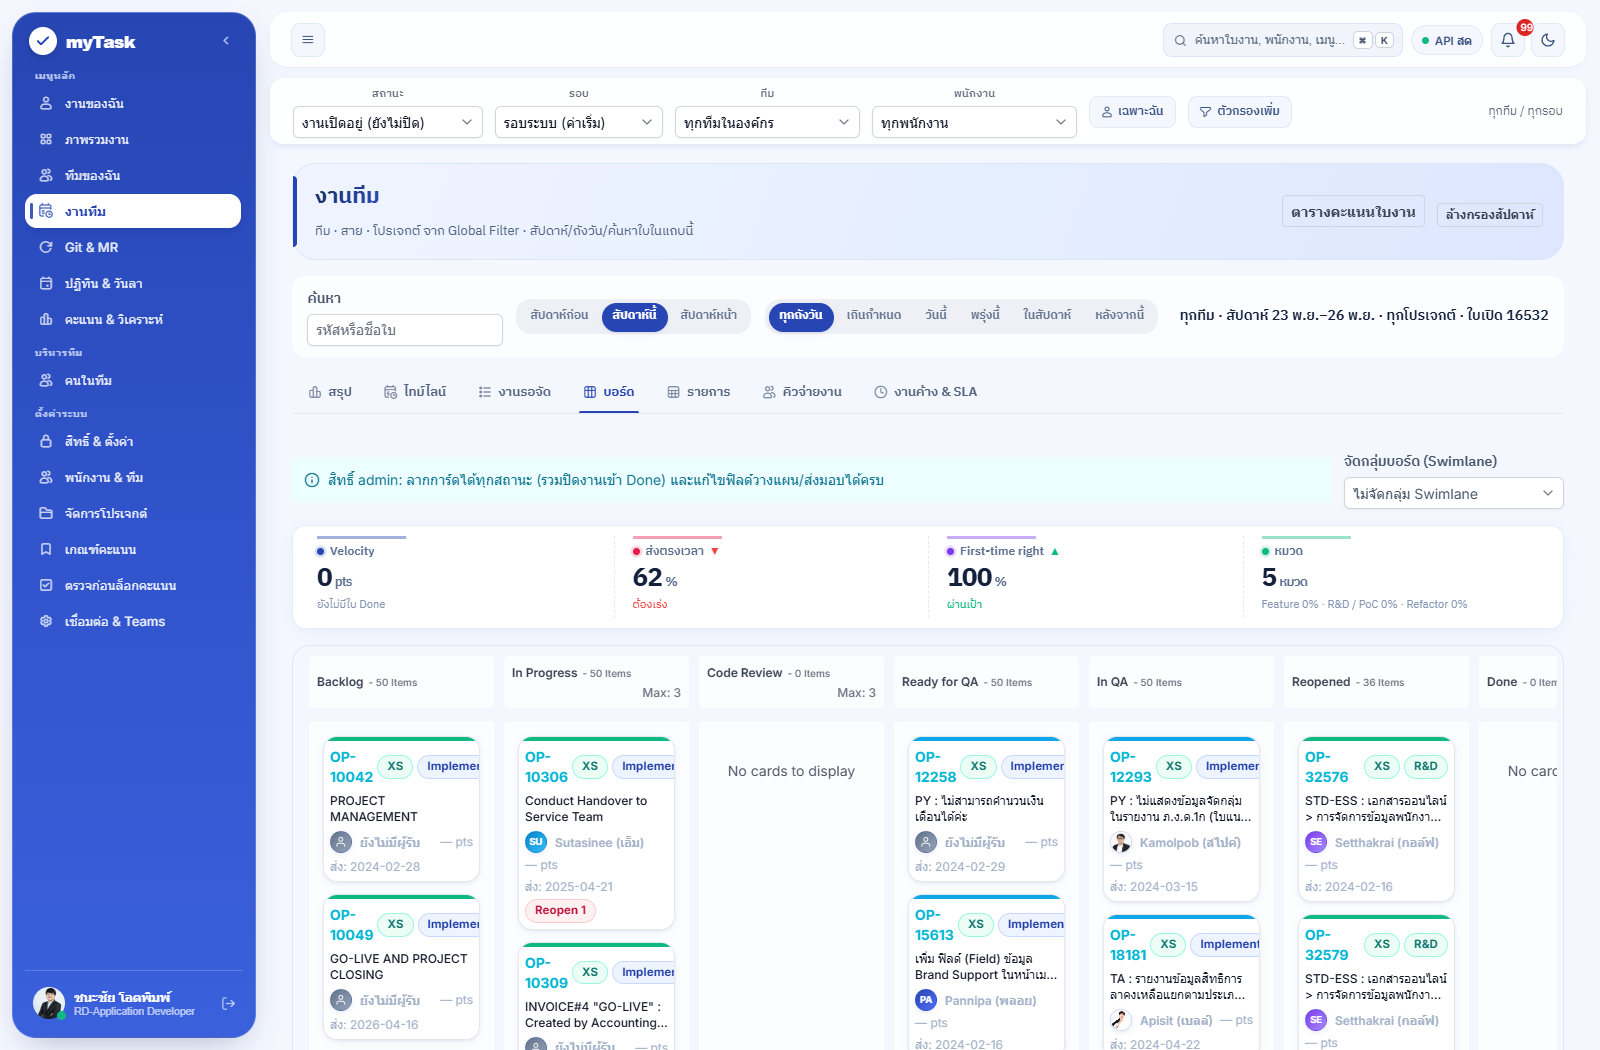 myTask
เมนูหลัก
งานของฉัน
ภาพรวมงาน
ทีมของฉัน
งานทีม
Git & MR
ปฏิทิน & วันลา
คะแนน & วิเคราะห์
บริหารทีม
คนในทีม
ตั้งค่าระบบ
สิทธิ์ & ตั้งค่า
พนักงาน & ทีม
จัดการโปรเจกต์
เกณฑ์คะแนน
ตรวจก่อนล็อกคะแนน
เชื่อมต่อ & Teams
ชนะชัย โอดพิมพ์
RD-Application Developer
ค้นหาใบงาน, พนักงาน, เมนู... ⌘ K
API สด
99
สถานะ รอบ ทีม พนักงาน
งานเปิดอยู่ (ยังไม่ปิด) รอบระบบ (ค่าเริ่ม) ทุกทีมในองค์กร ทุกพนักงาน เฉพาะฉัน ตัวกรองเพิ่ม ทุกทีม / ทุกรอบ
งานทีม
ทีม · สาย · โปรเจกต์ จาก Global Filter · สัปดาห์/ถังวัน/ค้นหาใบในแถบนี้
ตารางคะแนนใบงาน ล้างกรองสัปดาห์
ค้นหา
รหัสหรือชื่อใบ
สัปดาห์ก่อน สัปดาห์นี้ สัปดาห์หน้า
ทุกถังวัน เกินกำหนด วันนี้ พรุ่งนี้ ในสัปดาห์ หลังจากนี้
ทุกทีม · สัปดาห์ 23 พ.ย.–26 พ.ย. · ทุกโปรเจกต์ · ใบเปิด 16532
สรุป ไทม์ไลน์ งานรอจัด บอร์ด รายการ คิวจ่ายงาน งานค้าง & SLA
สิทธิ์ admin: ลากการ์ดได้ทุกสถานะ (รวมปิดงานเข้า Done) และแก้ไขฟิลด์วางแผน/ส่งมอบได้ครบ
จัดกลุ่มบอร์ด (Swimlane)
ไม่จัดกลุ่ม Swimlane
Velocity
0 pts
ยังไม่มีใบ Done
ส่งตรงเวลา ▼
62 %
ต้องเร่ง
First-time right ▲
100 %
ผ่านเป้า
หมวด
5 หมวด
Feature 0% · R&D / PoC 0% · Refactor 0%
Backlog - 50 Items
In Progress - 50 Items
Max: 3
Code Review - 0 Items
Max: 3
Ready for QA - 50 Items
In QA - 50 Items
Reopened - 36 Items
Done - 0 Item
OP-10042 XS Implemen
PROJECT
MANAGEMENT
ยังไม่มีผู้รับ — pts
ส่ง: 2024-02-28
OP-10049 XS Implemen
GO-LIVE AND PROJECT
CLOSING
ยังไม่มีผู้รับ — pts
ส่ง: 2026-04-16
OP-10306 XS Implemen
Conduct Handover to
Service Team
SU Sutasinee (เอ็ม)
— pts
ส่ง: 2025-04-21
Reopen 1
OP-10309 XS Implemen
INVOICE#4 "GO-LIVE" :
Created by Accounting...
ยังไม่มีผู้รับ — pts
No cards to display
OP-12258 XS Implemen
PY : ไม่สามารถคำนวนเงิน
เดือนได้ค่ะ
ยังไม่มีผู้รับ — pts
ส่ง: 2024-02-29
OP-15613 XS Implemen
เพิ่ม ฟิลด์ (Field) ข้อมูล
Brand Support ในหน้าเม...
PA Pannipa (พลอย)
— pts
ส่ง: 2024-02-16
OP-12293 XS Implemen
PY : ไม่แสดงข้อมูลจัดกลุ่ม
ในรายงาน ภ.ง.ด.1ก (ใบแน...
Kamolpob (สไปค์)
— pts
ส่ง: 2024-03-15
OP-18181 XS Implement
TA : รายงานข้อมูลสิทธิการ
ลาคงเหลือแยกตามประเภ...
Apisit (เบลล์) — pts
ส่ง: 2024-04-22
OP-32576 XS R&D
STD-ESS : เอกสารออนไลน์
> การจัดการข้อมูลพนักงา...
SE Setthakrai (กอล์ฟ)
— pts
ส่ง: 2024-02-16
OP-32579 XS R&D
STD-ESS : เอกสารออนไลน์
> การจัดการข้อมูลพนักงา...
SE Setthakrai (กอล์ฟ)
— pts
No card